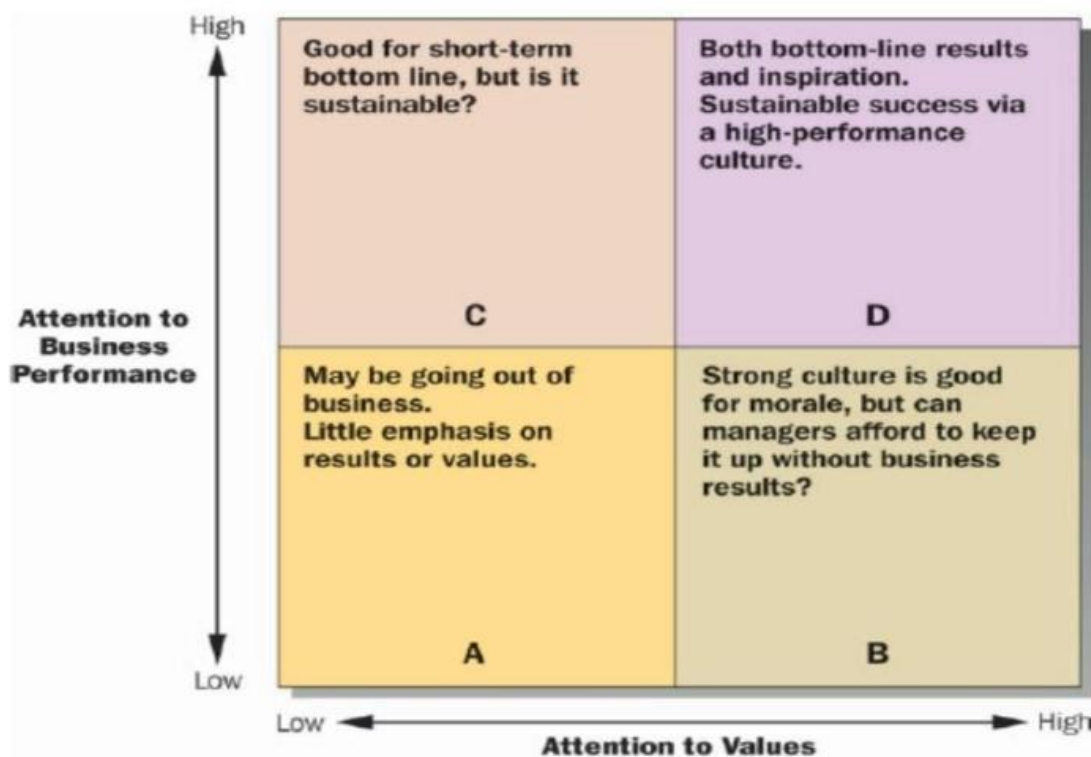 High
Good for short-term
bottom line, but is it
sustainable?
Both bottom-line results
and inspiration.
Sustainable success via
a high-performance
culture.
C
D
Attention to
Business
Performance
May be going out of
business.
Little emphasis on
results or values.
Strong culture is good
for morale, but can
managers afford to keep
it up without business
results?
A
B
Low
Low
High
Attention to Values